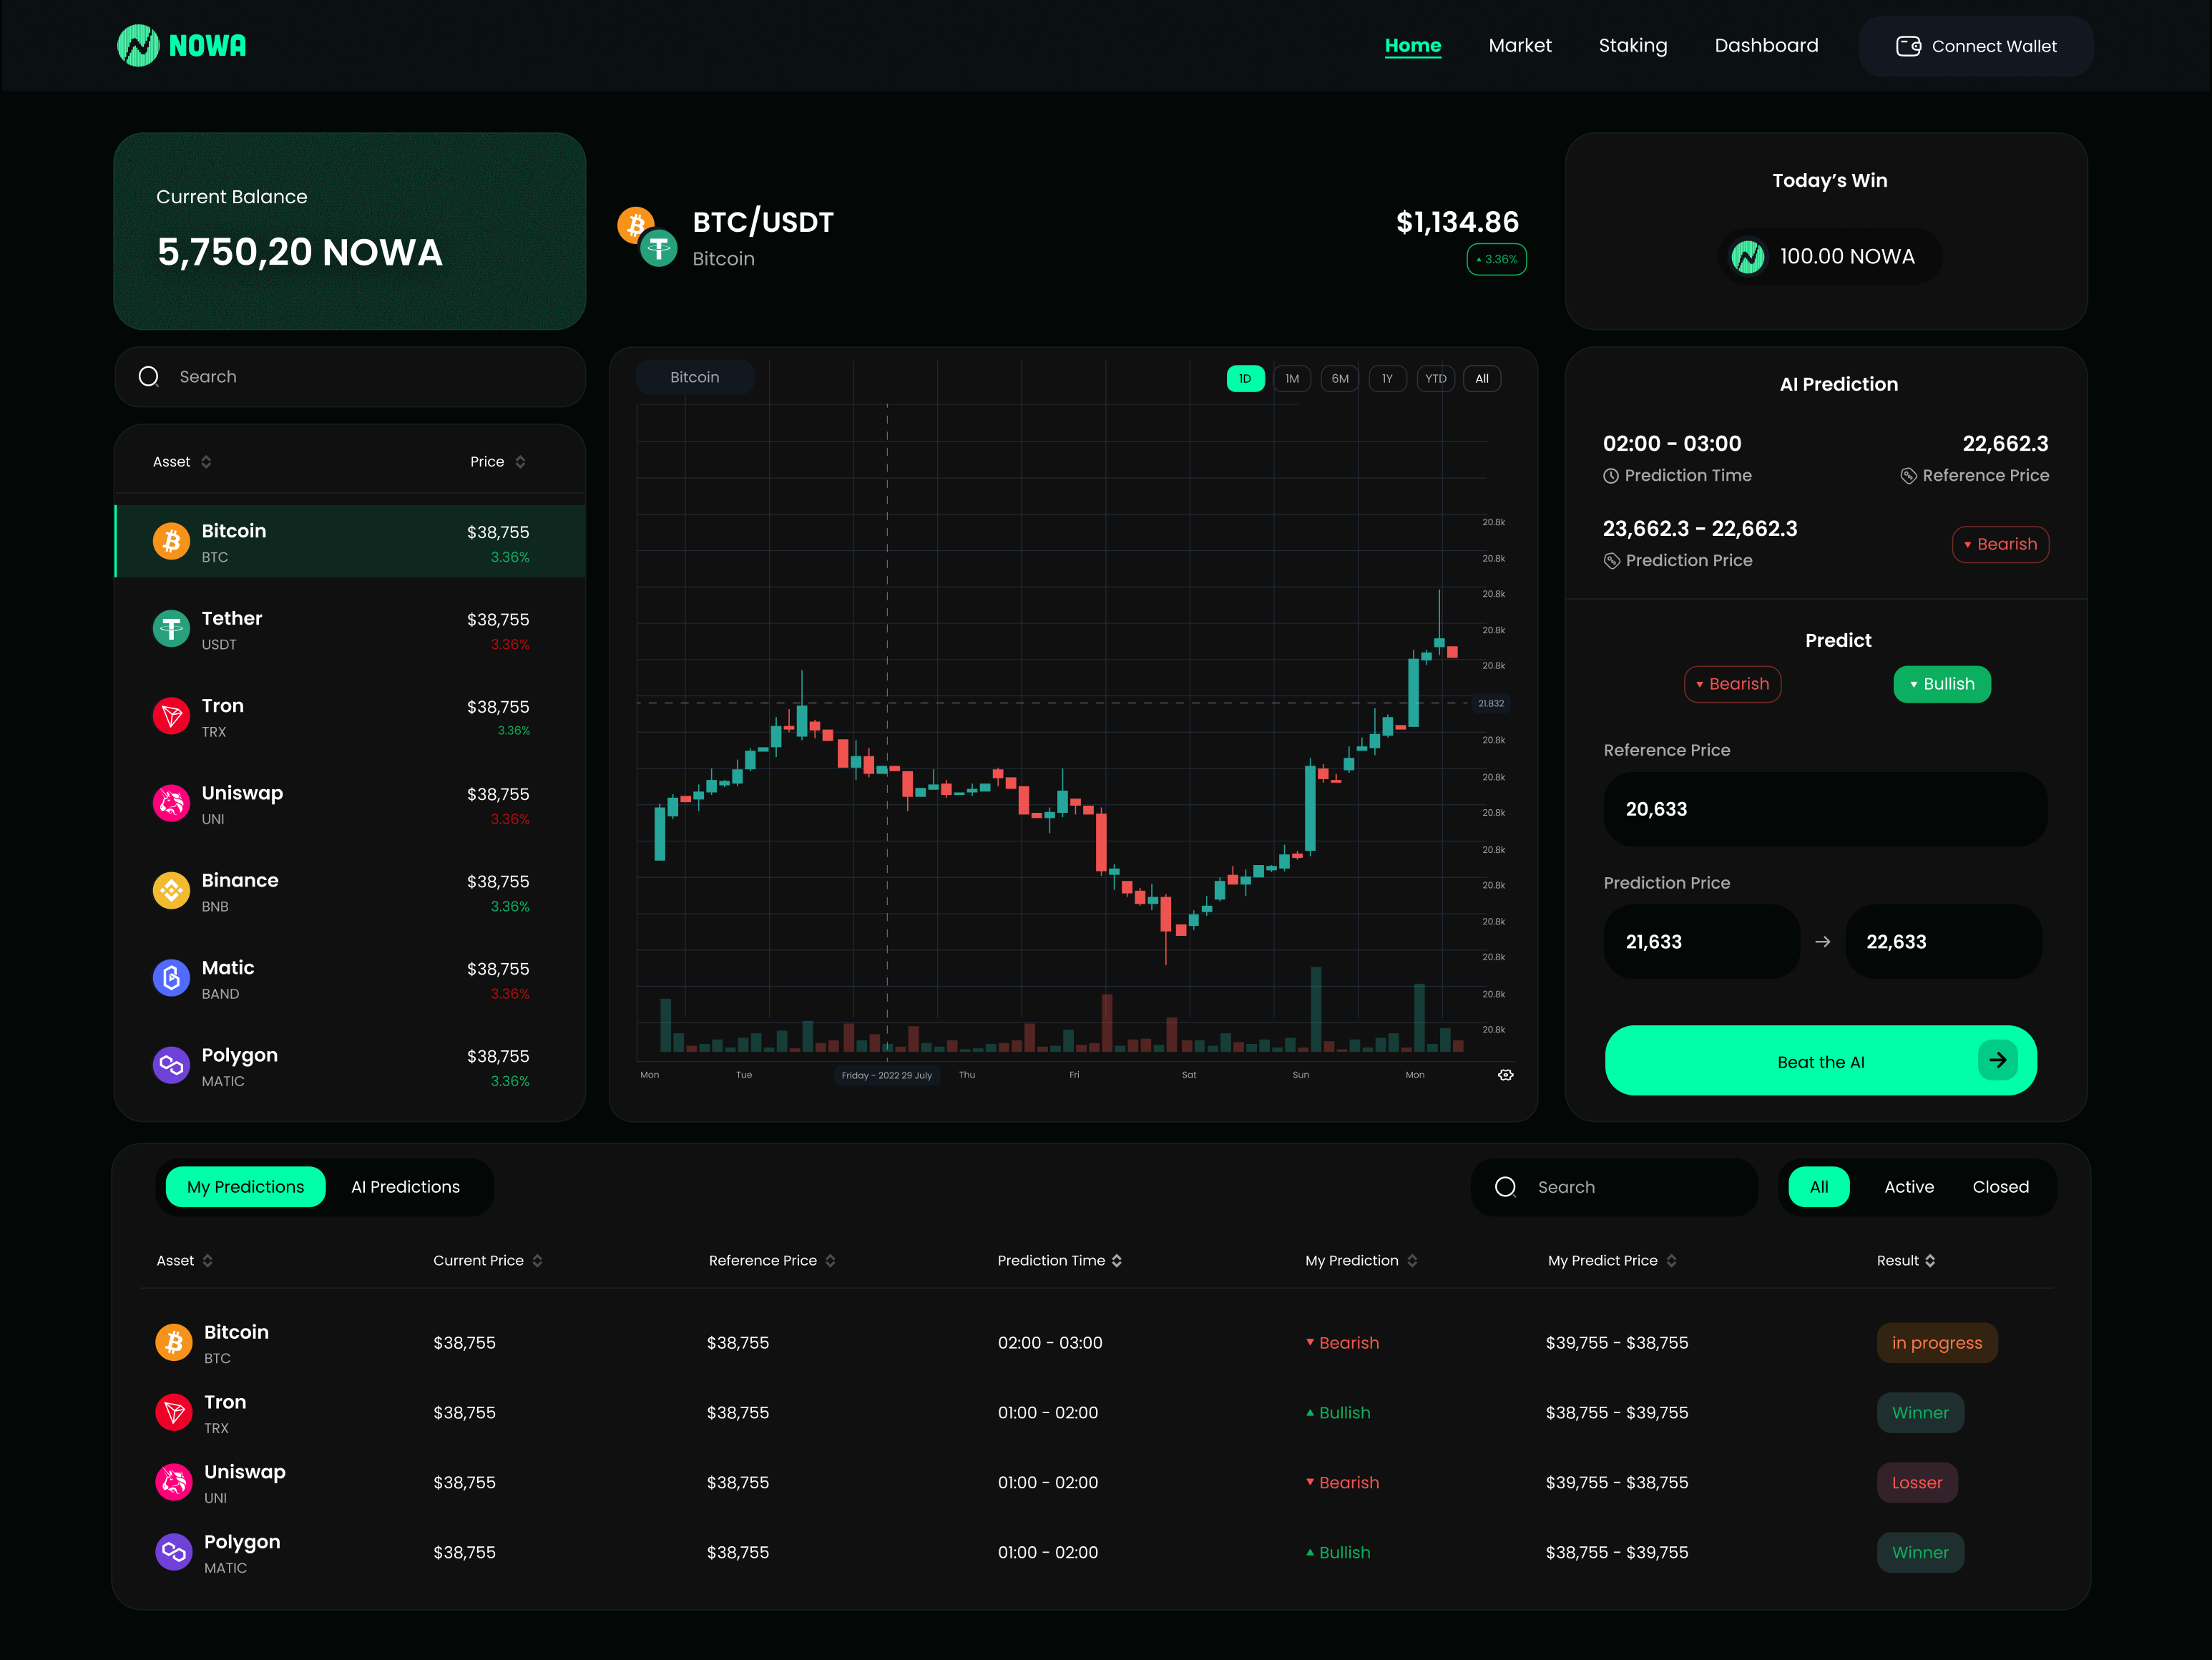 NOWA
Home
Market
Staking
Dashboard
Connect Wallet
Current Balance
5,750,20 NOWA
BTC/USDT
Bitcoin
$1,134.86
3.36%
Today's Win
100.00 NOWA
Search
Asset
Price
Bitcoin
BTC
$38,755
3.36%
Tether
USDT
$38,755
3.36%
Tron
TRX
$38,755
3.36%
Uniswap
UNI
$38,755
3.36%
Binance
BNB
$38,755
3.36%
Matic
BAND
$38,755
3.36%
Polygon
MATIC
$38,755
3.36%
Bitcoin
1D
1M
6M
1Y
YTD
All
20.8k
20.8k
20.8k
20.8k
20.8k
21.832
20.8k
20.8k
20.8k
20.8k
20.8k
20.8k
20.8k
20.8k
20.8k
Mon
Tue
Friday - 2022 29 July
Thu
Fri
Sat
Sun
Mon
AI Prediction
02:00 - 03:00
Prediction Time
22,662.3
Reference Price
23,662.3 - 22,662.3
Prediction Price
Bearish
Predict
Bearish
Bullish
Reference Price
20,633
Prediction Price
21,633
22,633
Beat the AI
My Predictions
AI Predictions
Search
All
Active
Closed
Asset
Current Price
Reference Price
Prediction Time
My Prediction
My Predict Price
Result
Bitcoin
BTC
$38,755
$38,755
02:00 - 03:00
Bearish
$39,755 - $38,755
in progress
Tron
TRX
$38,755
$38,755
01:00 - 02:00
Bullish
$38,755 - $39,755
Winner
Uniswap
UNI
$38,755
$38,755
01:00 - 02:00
Bearish
$39,755 - $38,755
Losser
Polygon
MATIC
$38,755
$38,755
01:00 - 02:00
Bullish
$38,755 - $39,755
Winner